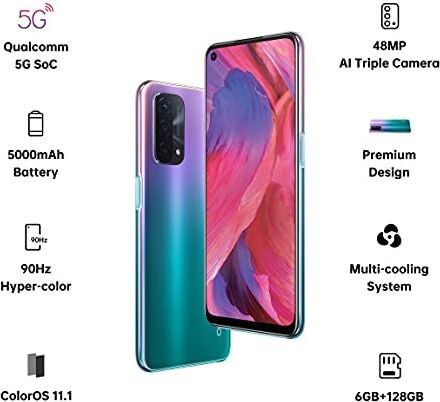 5G
Qualcomm
5G SoC
5000mAh
Battery
90Hz
90Hz
Hyper-color
ColorOS 11.1
48MP
AI Triple Camera
Premium
Design
Multi-cooling
System
6GB+128GB